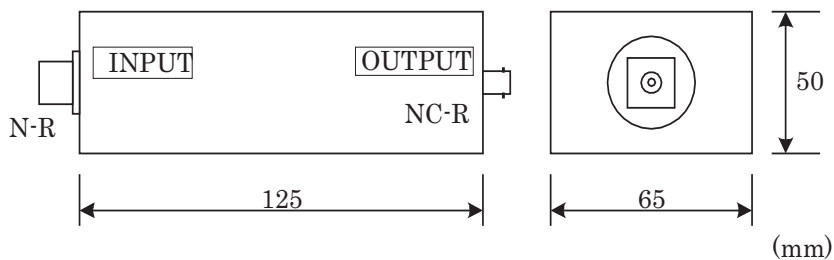 INPUT
OUTPUT
N-R
NC-R
50
125
65
(mm)